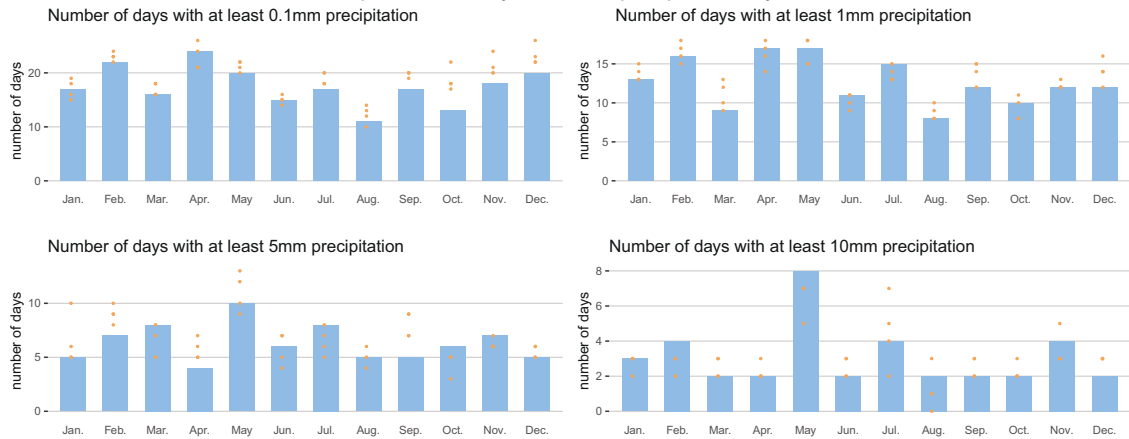 Number of days with at least 0.1mm precipitation
number of days
20
10
0
Jan. Feb. Mar. Apr. May Jun. Jul. Aug. Sep. Oct. Nov. Dec.
Number of days with at least 1mm precipitation
number of days
15
10
5
0
Jan. Feb. Mar. Apr. May Jun. Jul. Aug. Sep. Oct. Nov. Dec.
Number of days with at least 5mm precipitation
number of days
10
5
0
Jan. Feb. Mar. Apr. May Jun. Jul. Aug. Sep. Oct. Nov. Dec.
Number of days with at least 10mm precipitation
number of days
8
6
4
2
0
Jan. Feb. Mar. Apr. May Jun. Jul. Aug. Sep. Oct. Nov. Dec.